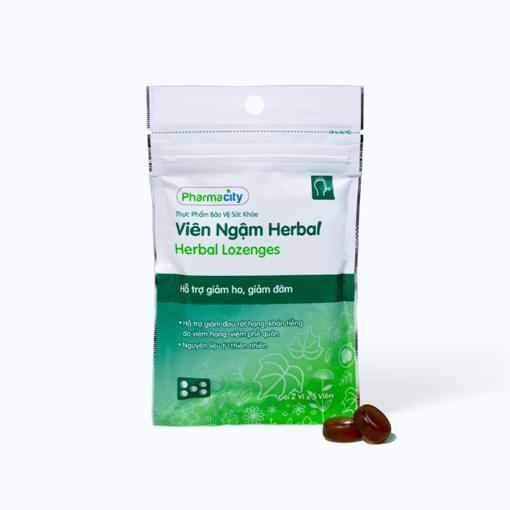 Pharmacity
Thực Phẩm Bảo Vệ Sức Khỏe
Viên Ngậm Herbal
Herbal Lozenges
Hỗ trợ giảm ho, giảm đờm
• Hỗ trợ giảm đau rát họng, khản tiếng
do viêm họng, viêm phế quản
• Nguyên liệu từ thiên nhiên
Gói 2 Vỉ x 5 Viên